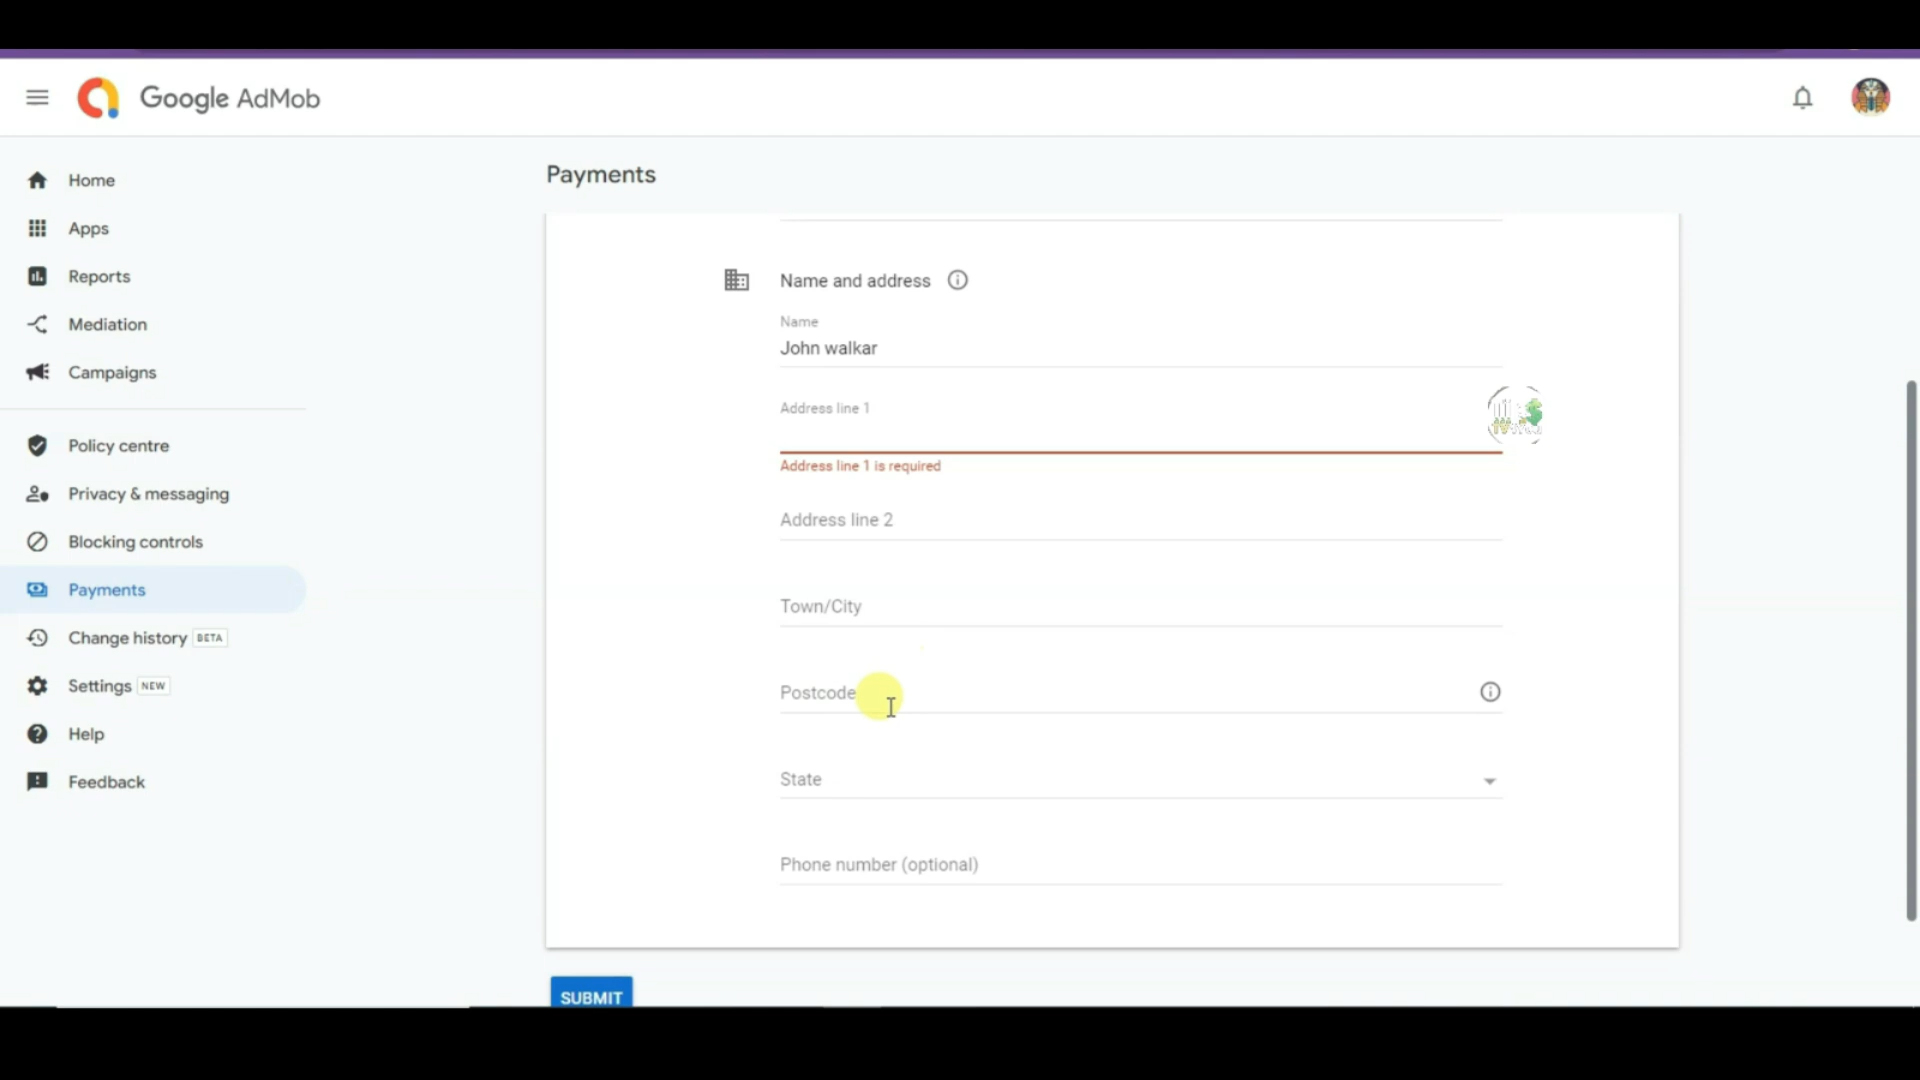 Google AdMob
Home
Apps
Reports
Mediation
Campaigns
Policy centre
Privacy & messaging
Blocking controls
Payments
Change history BETA
Settings NEW
Help
Feedback
Payments
Name and address
Name
John walkar
Address line 1
Address line 1 is required
Address line 2
Town/City
Postcode
State
Phone number (optional)
SUBMIT